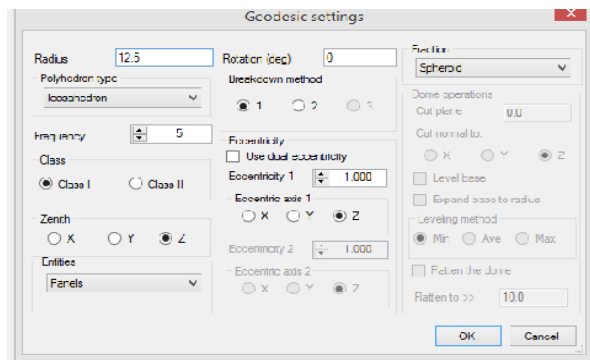 Geodesic settings
Radius 12.5
Polyhedron type
Icosahedron
Frequency 5
Class
Class I Class II
Zenith
X Y Z
Entities
Panels
Rotation (deg) 0
Breakdown method
1 2 3
Eccentricity
Use dual eccentricity
Eccentricity 1 1.000
Eccentric axis 1
X Y Z
Eccentricity 2 1.000
Eccentric axis 2
X Y Z
Fraction
Spheroid
Dome operations
Cut plane 0.0
Cut normal to:
X Y Z
Level base
Expand base to radius
Leveling method
Min Ave Max
Flatten the dome
Flatten to >> 10.0
OK Cancel